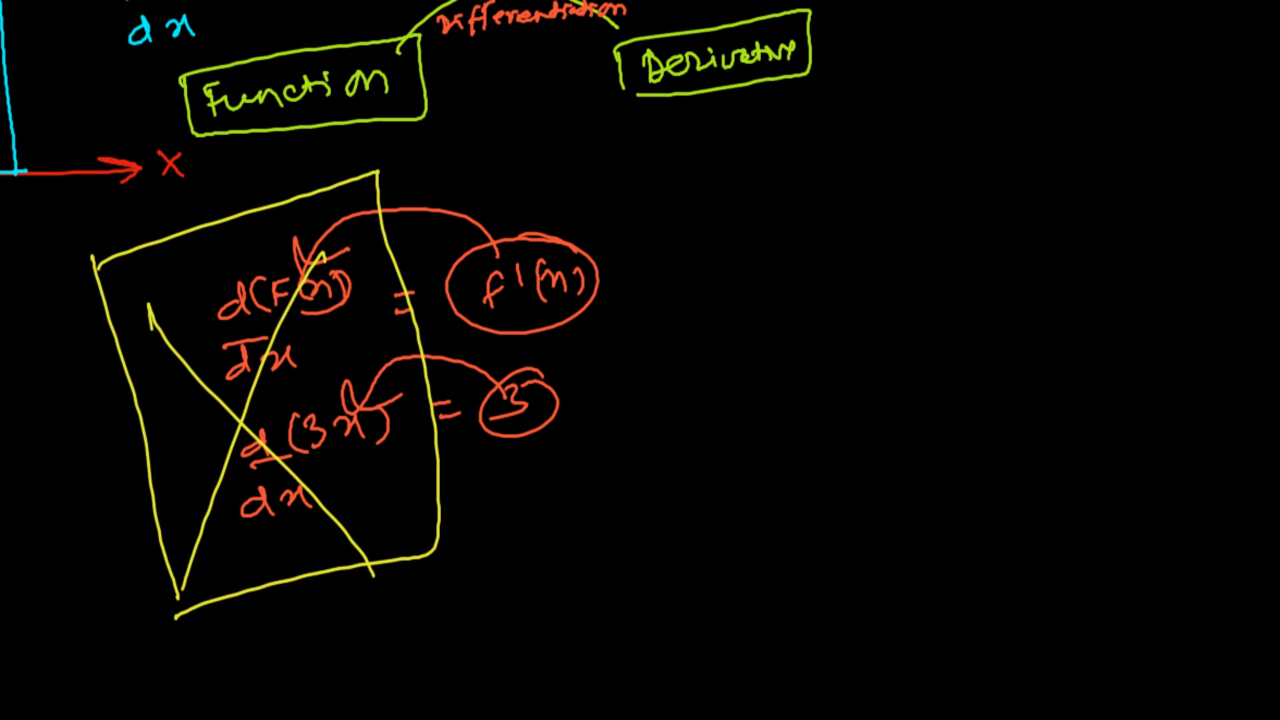 Differentiation
dx
Function
Derivative
X
d(F(x))
dx
= f'(x)
d (3x) = 3
dx